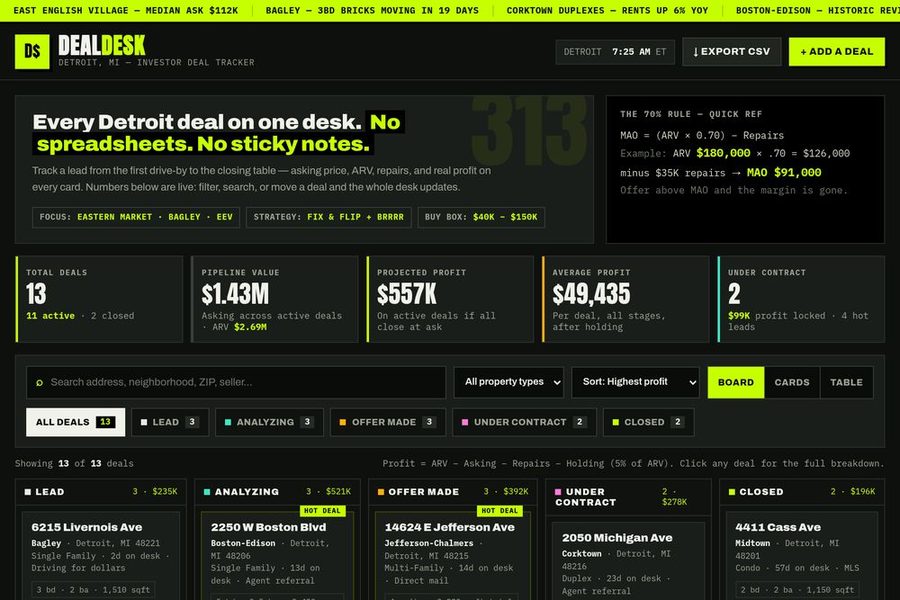 EAST ENGLISH VILLAGE — MEDIAN ASK $112K
BAGLEY — 3BD BRICKS MOVING IN 19 DAYS
CORKTOWN DUPLEXES — RENTS UP 6% YOY
BOSTON-EDISON — HISTORIC REVI
D$
DEALDESK
DETROIT, MI — INVESTOR DEAL TRACKER
DETROIT 7:25 AM ET
↓ EXPORT CSV
+ ADD A DEAL
313
Every Detroit deal on one desk. No
spreadsheets. No sticky notes.
Track a lead from the first drive-by to the closing table — asking price, ARV, repairs, and real profit on
every card. Numbers below are live: filter, search, or move a deal and the whole desk updates.
FOCUS: EASTERN MARKET · BAGLEY · EEV
STRATEGY: FIX & FLIP + BRRRR
BUY BOX: $40K – $150K
THE 70% RULE — QUICK REF
MAO = (ARV × 0.70) − Repairs
Example: ARV $180,000 × .70 = $126,000
minus $35K repairs → MAO $91,000
Offer above MAO and the margin is gone.
TOTAL DEALS
13
11 active · 2 closed
PIPELINE VALUE
$1.43M
Asking across active deals
· ARV $2.69M
PROJECTED PROFIT
$557K
On active deals if all
close at ask
AVERAGE PROFIT
$49,435
Per deal, all stages,
after holding
UNDER CONTRACT
2
$99K profit locked · 4 hot
leads
Search address, neighborhood, ZIP, seller…
All property types
Sort: Highest profit
BOARD
CARDS
TABLE
ALL DEALS 13
LEAD 3
ANALYZING 3
OFFER MADE 3
UNDER CONTRACT 2
CLOSED 2
Showing 13 of 13 deals
Profit = ARV − Asking − Repairs − Holding (5% of ARV). Click any deal for the full breakdown.
LEAD
3 · $235K
6215 Livernois Ave
Bagley · Detroit, MI 48221
Single Family · 2d on desk ·
Driving for dollars
3 bd · 2 ba · 1,510 sqft
ANALYZING
3 · $521K
HOT DEAL
2250 W Boston Blvd
Boston-Edison · Detroit,
MI 48206
Single Family · 13d on
desk · Agent referral
OFFER MADE
3 · $392K
HOT DEAL
14624 E Jefferson Ave
Jefferson-Chalmers ·
Detroit, MI 48215
Multi-Family · 14d on desk
· Direct mail
UNDER
CONTRACT
2 ·
$278K
2050 Michigan Ave
Corktown · Detroit, MI
48216
Duplex · 23d on desk ·
Agent referral
CLOSED
2 · $196K
4411 Cass Ave
Midtown · Detroit, MI
48201
Condo · 57d on desk · MLS
2 bd · 2 ba · 1,150 sqft